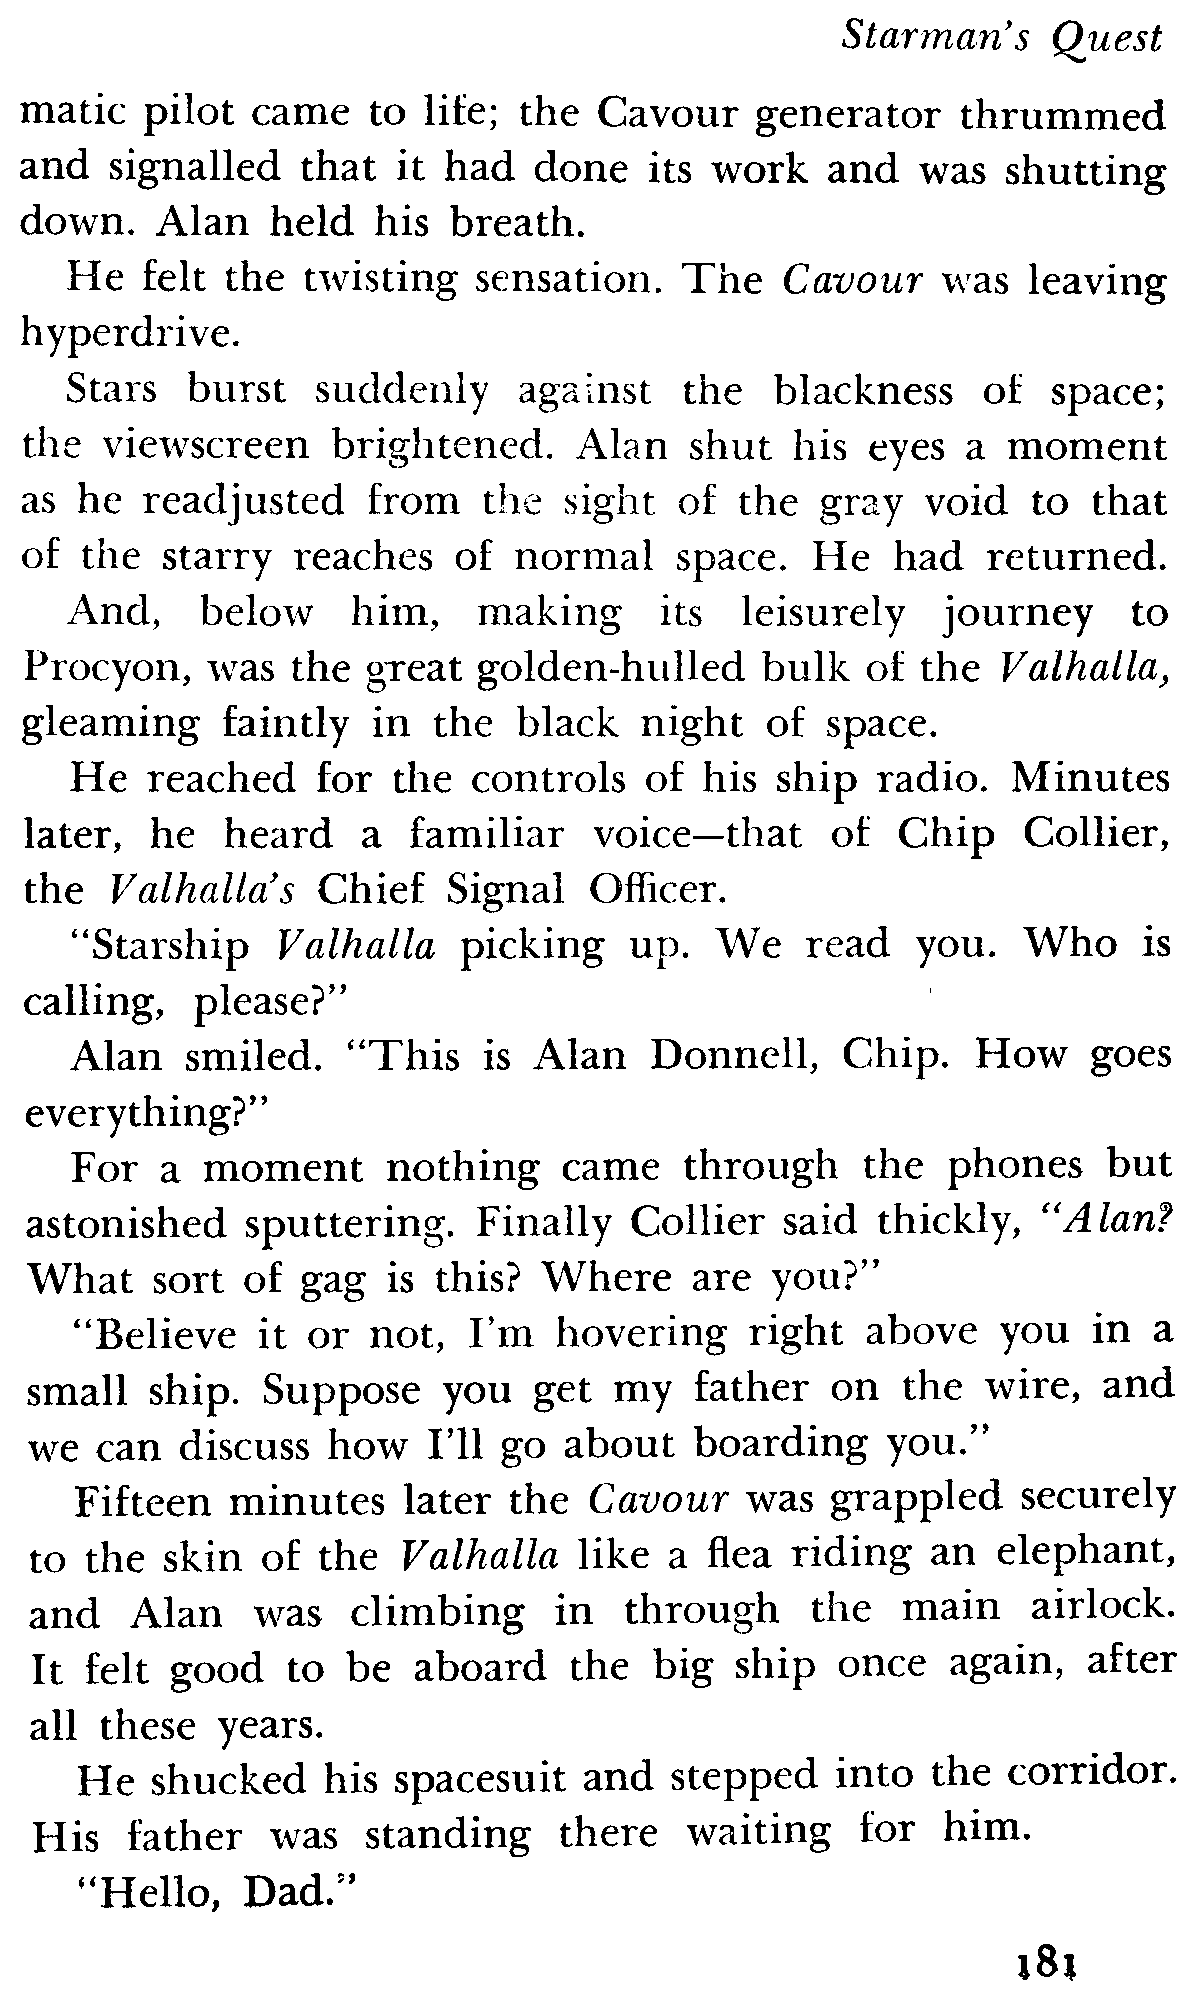 Starman's Quest
matic pilot came to life; the Cavour generator thrummed
and signalled that it had done its work and was shutting
down. Alan held his breath.
He felt the twisting sensation. The Cavour was leaving
hyperdrive.
Stars burst suddenly against the blackness of space;
the viewscreen brightened. Alan shut his eyes a moment
as he readjusted from the sight of the gray void to that
of the starry reaches of normal space. He had returned.
And, below him, making its leisurely journey to
Procyon, was the great golden-hulled bulk of the Valhalla,
gleaming faintly in the black night of space.
He reached for the controls of his ship radio. Minutes
later, he heard a familiar voice—that of Chip Collier,
the Valhalla's Chief Signal Officer.
"Starship Valhalla picking up. We read you. Who is
calling, please?"
Alan smiled. "This is Alan Donnell, Chip. How goes
everything?"
For a moment nothing came through the phones but
astonished sputtering. Finally Collier said thickly, "Alan?
What sort of gag is this? Where are you?"
"Believe it or not, I'm hovering right above you in a
small ship. Suppose you get my father on the wire, and
we can discuss how I'll go about boarding you."
Fifteen minutes later the Cavour was grappled securely
to the skin of the Valhalla like a flea riding an elephant,
and Alan was climbing in through the main airlock.
It felt good to be aboard the big ship once again, after
all these years.
He shucked his spacesuit and stepped into the corridor.
His father was standing there waiting for him.
"Hello, Dad."
181